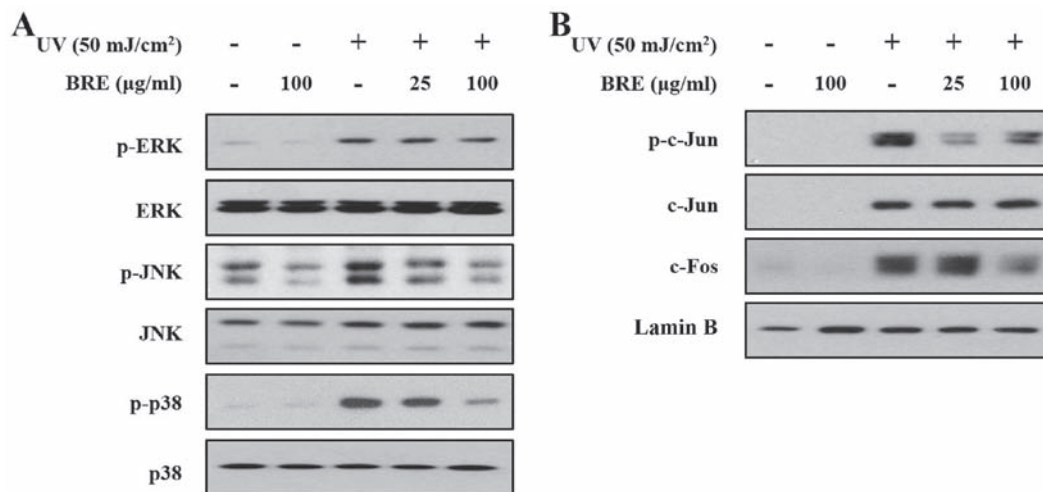 A
UV (50 mJ/cm²) - - + + +
BRE (µg/ml) - 100 - 25 100
p-ERK
ERK
p-JNK
JNK
p-p38
p38
B
UV (50 mJ/cm²) - - + + +
BRE (µg/ml) - 100 - 25 100
p-c-Jun
c-Jun
c-Fos
Lamin B